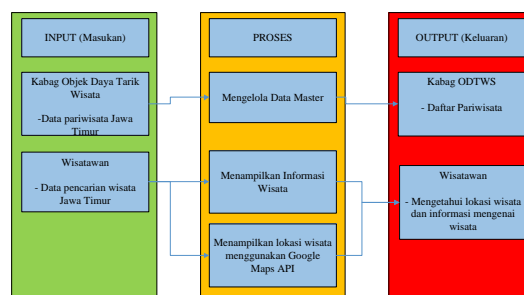 INPUT (Masukan)
Kabag Objek Daya Tarik
Wisata
-Data pariwisata Jawa
Timur
Wisatawan
- Data pencarian wisata
Jawa Timur
PROSES
Mengelola Data Master
Menampilkan Informasi
Wisata
Menampilkan lokasi wisata
menggunakan Google
Maps API
OUTPUT (Keluaran)
Kabag ODTWS
- Daftar Pariwisata
Wisatawan
- Mengetahui lokasi wisata
dan informasi mengenai
wisata